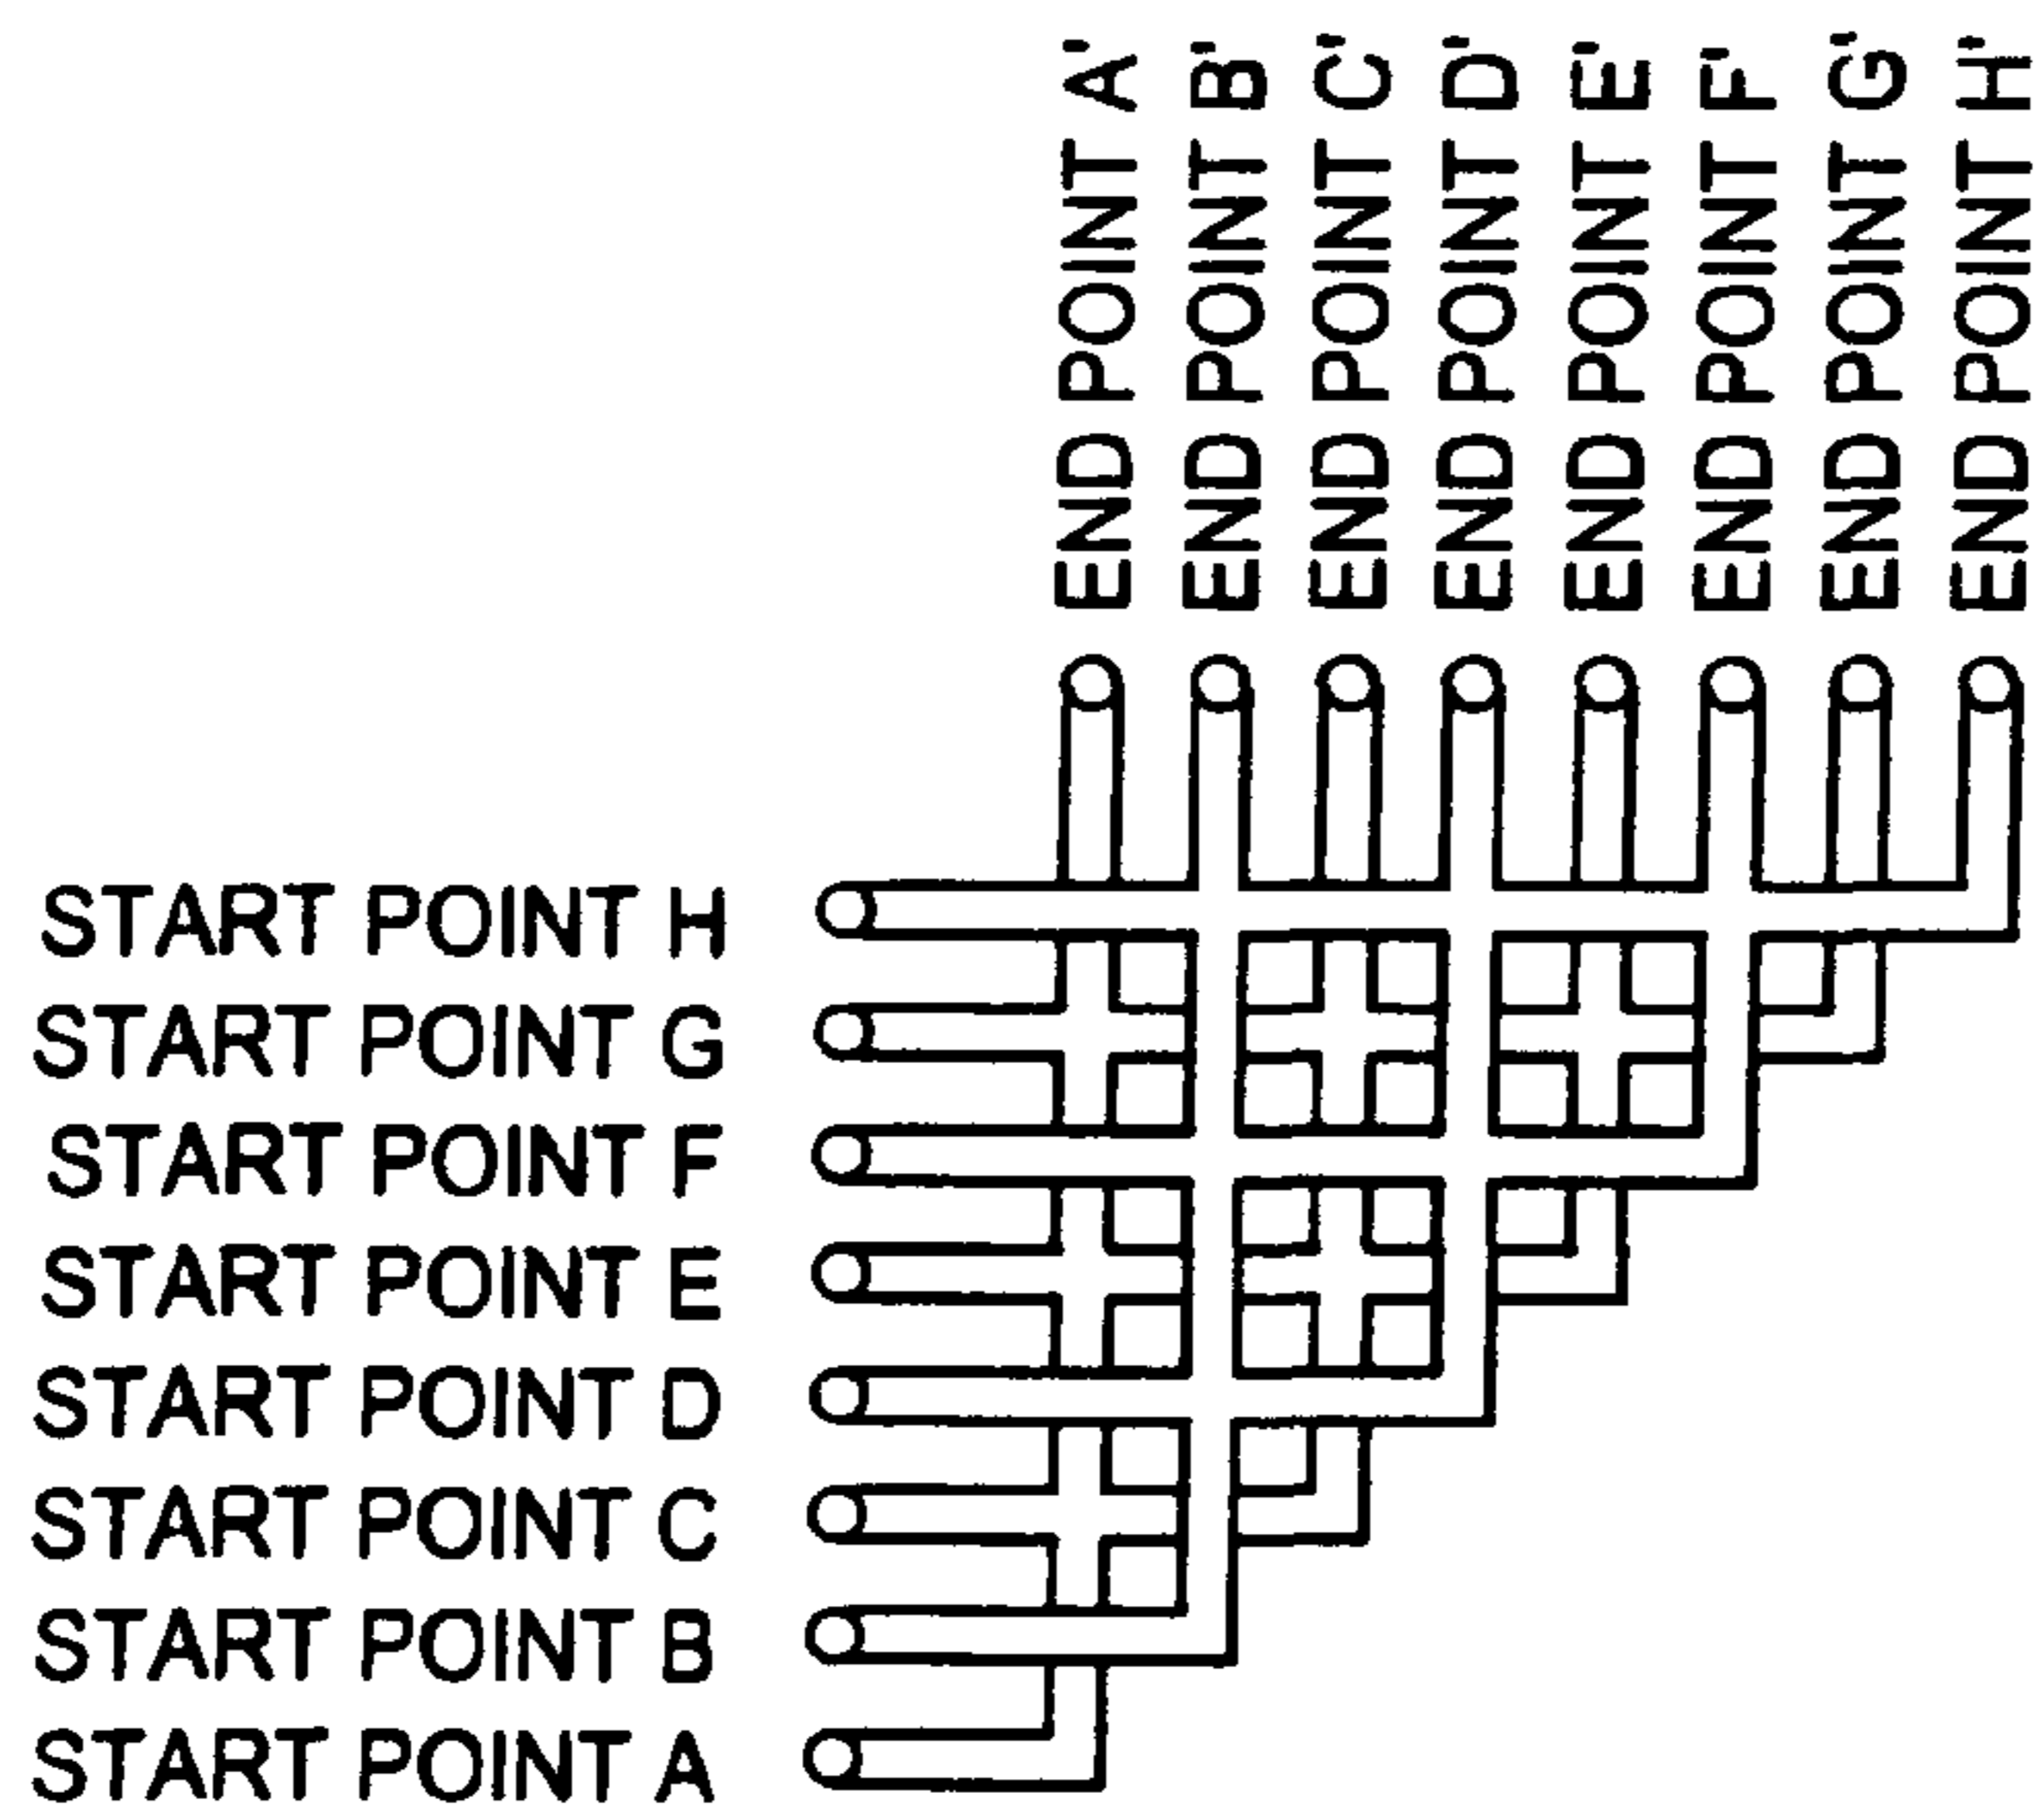 END POINT A'
END POINT B'
END POINT C'
END POINT D'
END POINT E'
END POINT F'
END POINT G'
END POINT H'
START POINT H
START POINT G
START POINT F
START POINT E
START POINT D
START POINT C
START POINT B
START POINT A